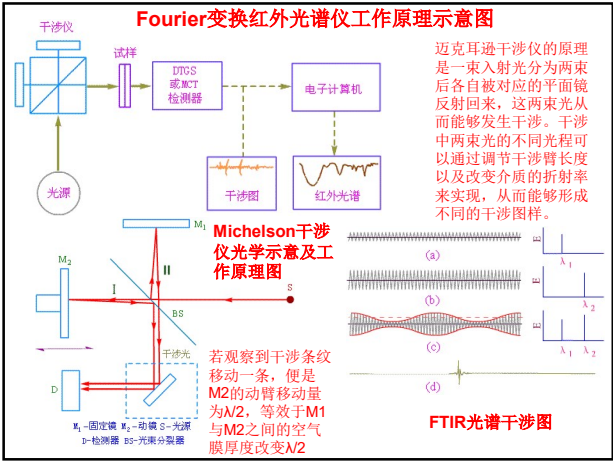 Fourier变换红外光谱仪工作原理示意图
干涉仪
试样
DTGS
或MCT
检测器
电子计算机
光源
干涉图
红外光谱
迈克耳逊干涉仪的原理
是一束入射光分为两束
后各自被对应的平面镜
反射回来，这两束光从
而能够发生干涉。干涉
中两束光的不同光程可
以通过调节干涉臂长度
以及改变介质的折射率
来实现，从而能够形成
不同的干涉图样。
M1
Michelson干涉
仪光学示意及工
作原理图
M2
II
I
S
BS
干涉光
D
M1-固定镜 M2-动镜 S-光源
D-检测器 BS-光束分裂器
若观察到干涉条纹
移动一条，便是
M2的动臂移动量
为λ/2，等效于M1
与M2之间的空气
膜厚度改变λ/2
(a)
E
λ1
(b)
E
λ2
(c)
E
λ1 λ2
(d)
FTIR光谱干涉图